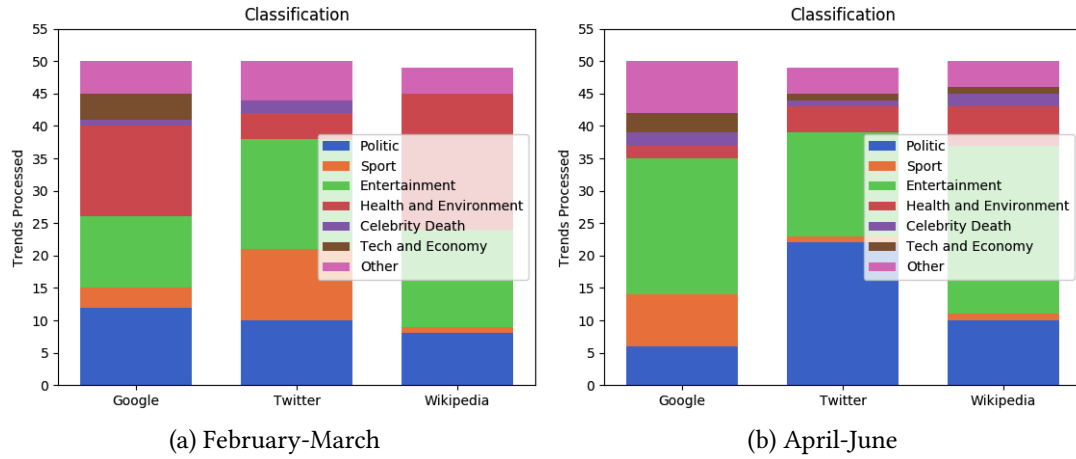 Classification
55
50
45
40
35
30
25
20
15
10
5
0
Trends Processed
Politic
Sport
Entertainment
Health and Environment
Celebrity Death
Tech and Economy
Other
Google Twitter Wikipedia
(a) February-March
Classification
55
50
45
40
35
30
25
20
15
10
5
0
Trends Processed
Politic
Sport
Entertainment
Health and Environment
Celebrity Death
Tech and Economy
Other
Google Twitter Wikipedia
(b) April-June